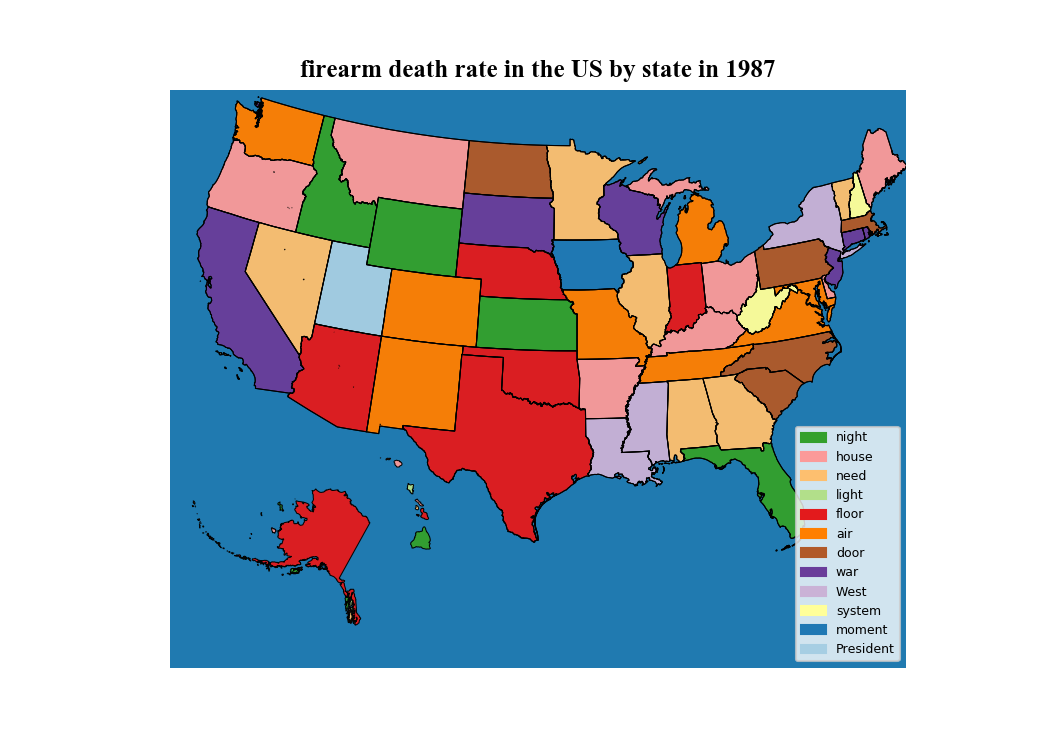 firearm death rate in the US by state in 1987
night
house
need
light
floor
air
door
war
West
system
moment
President